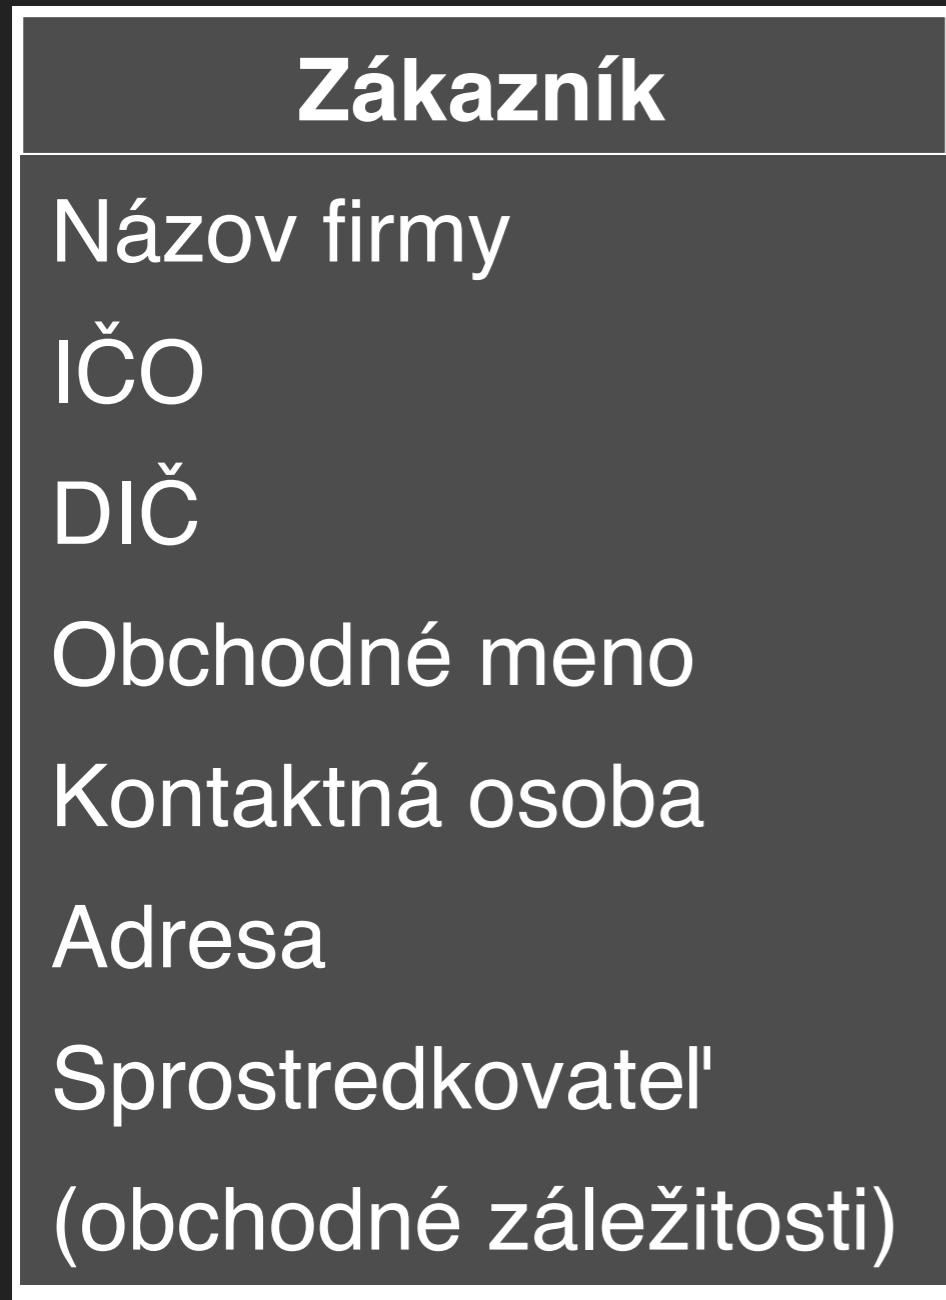 Zákazník
Názov firmy
IČO
DIČ
Obchodné meno
Kontaktná osoba
Adresa
Sprostredkovateľ
(obchodné záležitosti)